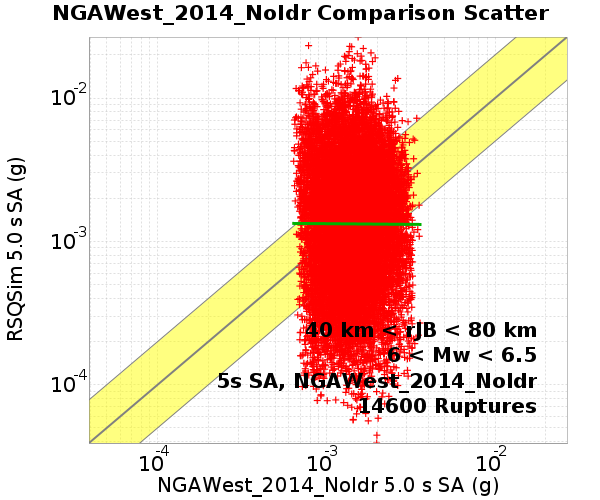 NGAWest_2014_NoIdr Comparison Scatter
RSQSim 5.0 s SA (g)
10-2
10-3
10-4
40 km < rJB < 80 km
6 < Mw < 6.5
5s SA, NGAWest_2014_NoIdr
14600 Ruptures
10-4 10-3 10-2
NGAWest_2014_NoIdr 5.0 s SA (g)